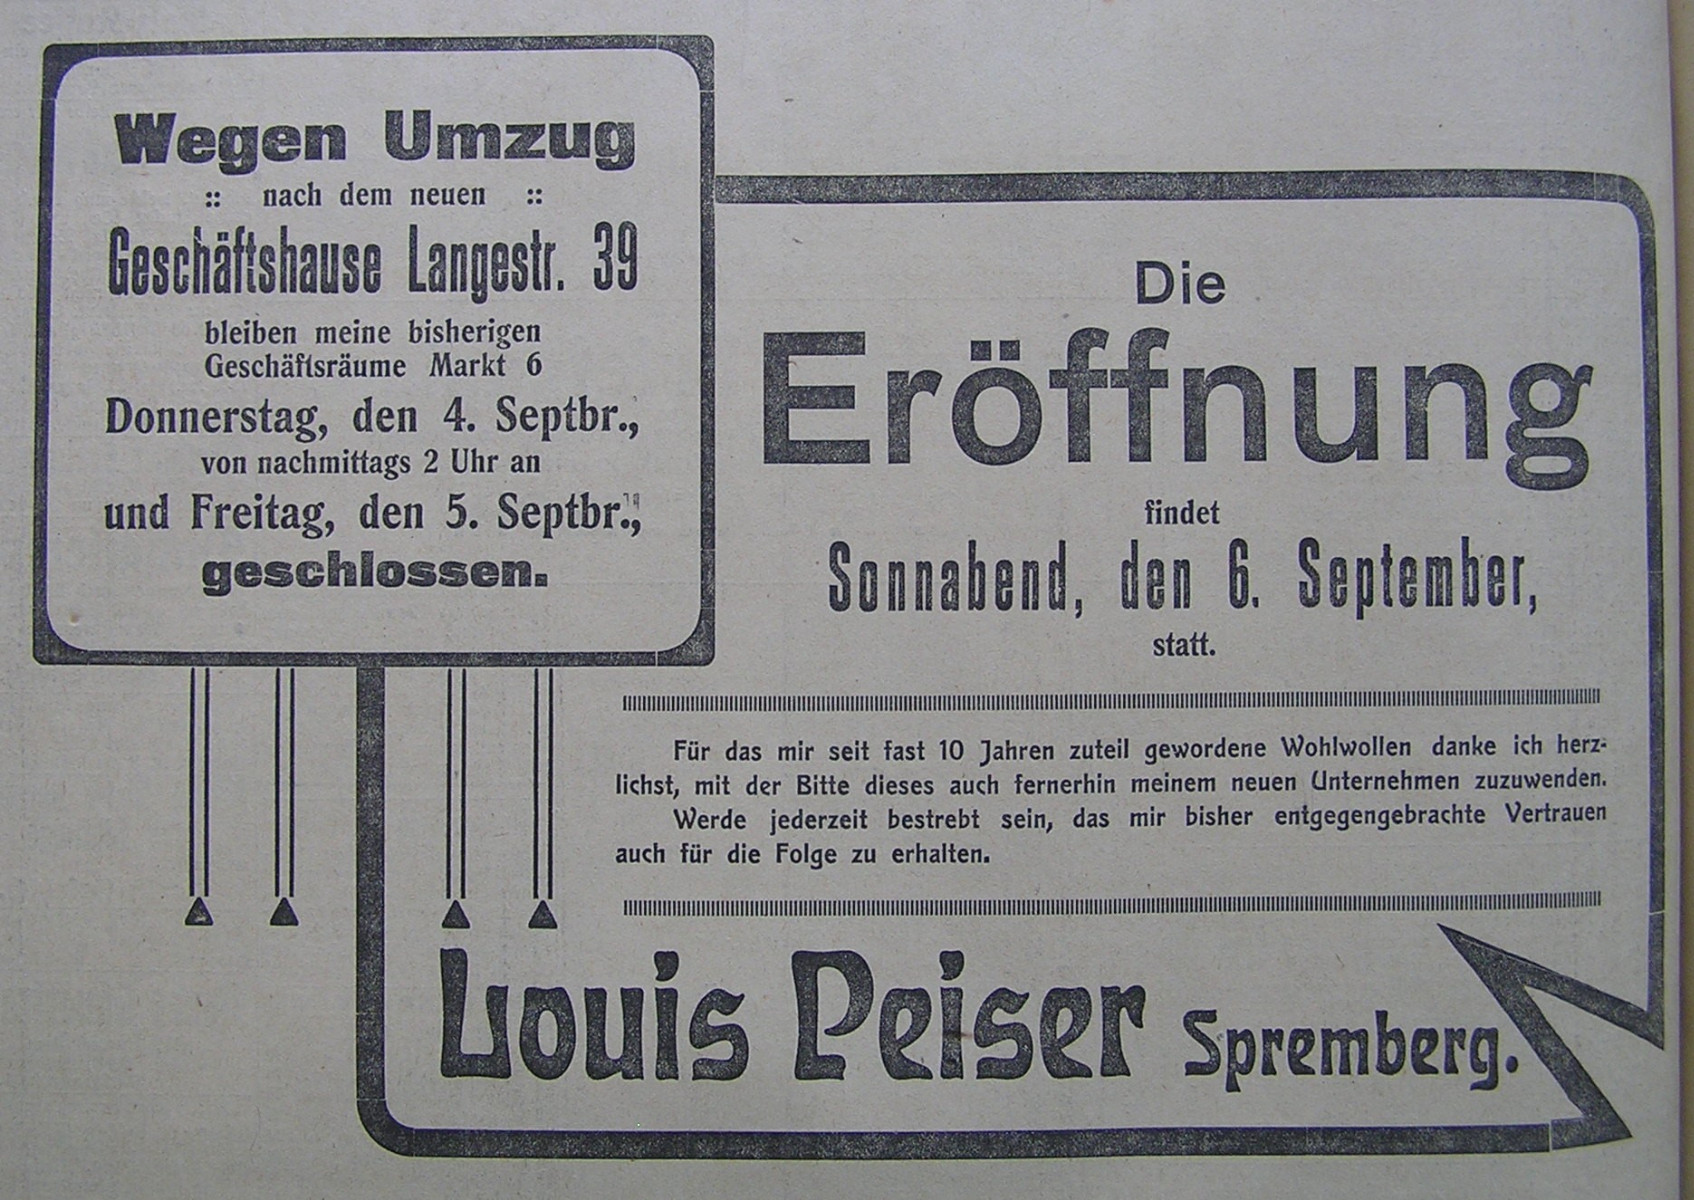 Wegen Umzug
:: nach dem neuen ::
Geschäftshause Langestr. 39
bleiben meine bisherigen
Geschäftsräume Markt 6
Donnerstag, den 4. Septbr.,
von nachmittags 2 Uhr an
und Freitag, den 5. Septbr.,
geschlossen.
Die
Eröffnung
findet
Sonnabend, den 6. September,
statt.
Für das mir seit fast 10 Jahren zuteil gewordene Wohlwollen danke ich herz-
lichst, mit der Bitte dieses auch fernerhin meinem neuen Unternehmen zuzuwenden.
Werde jederzeit bestrebt sein, das mir bisher entgegengebrachte Vertrauen
auch für die Folge zu erhalten.
Louis Peiser Spremberg.